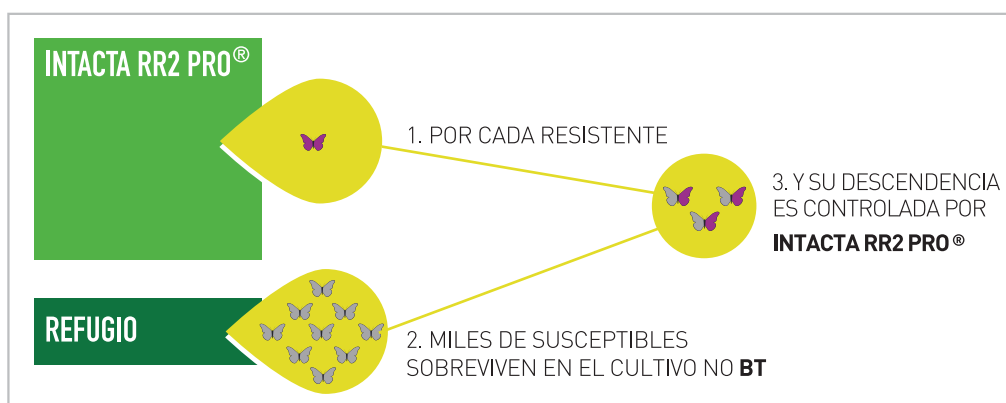 INTACTA RR2 PRO®
1. POR CADA RESISTENTE
3. Y SU DESCENDENCIA
ES CONTROLADA POR
INTACTA RR2 PRO®
REFUGIO
2. MILES DE SUSCEPTIBLES
SOBREVIVEN EN EL CULTIVO NO BT